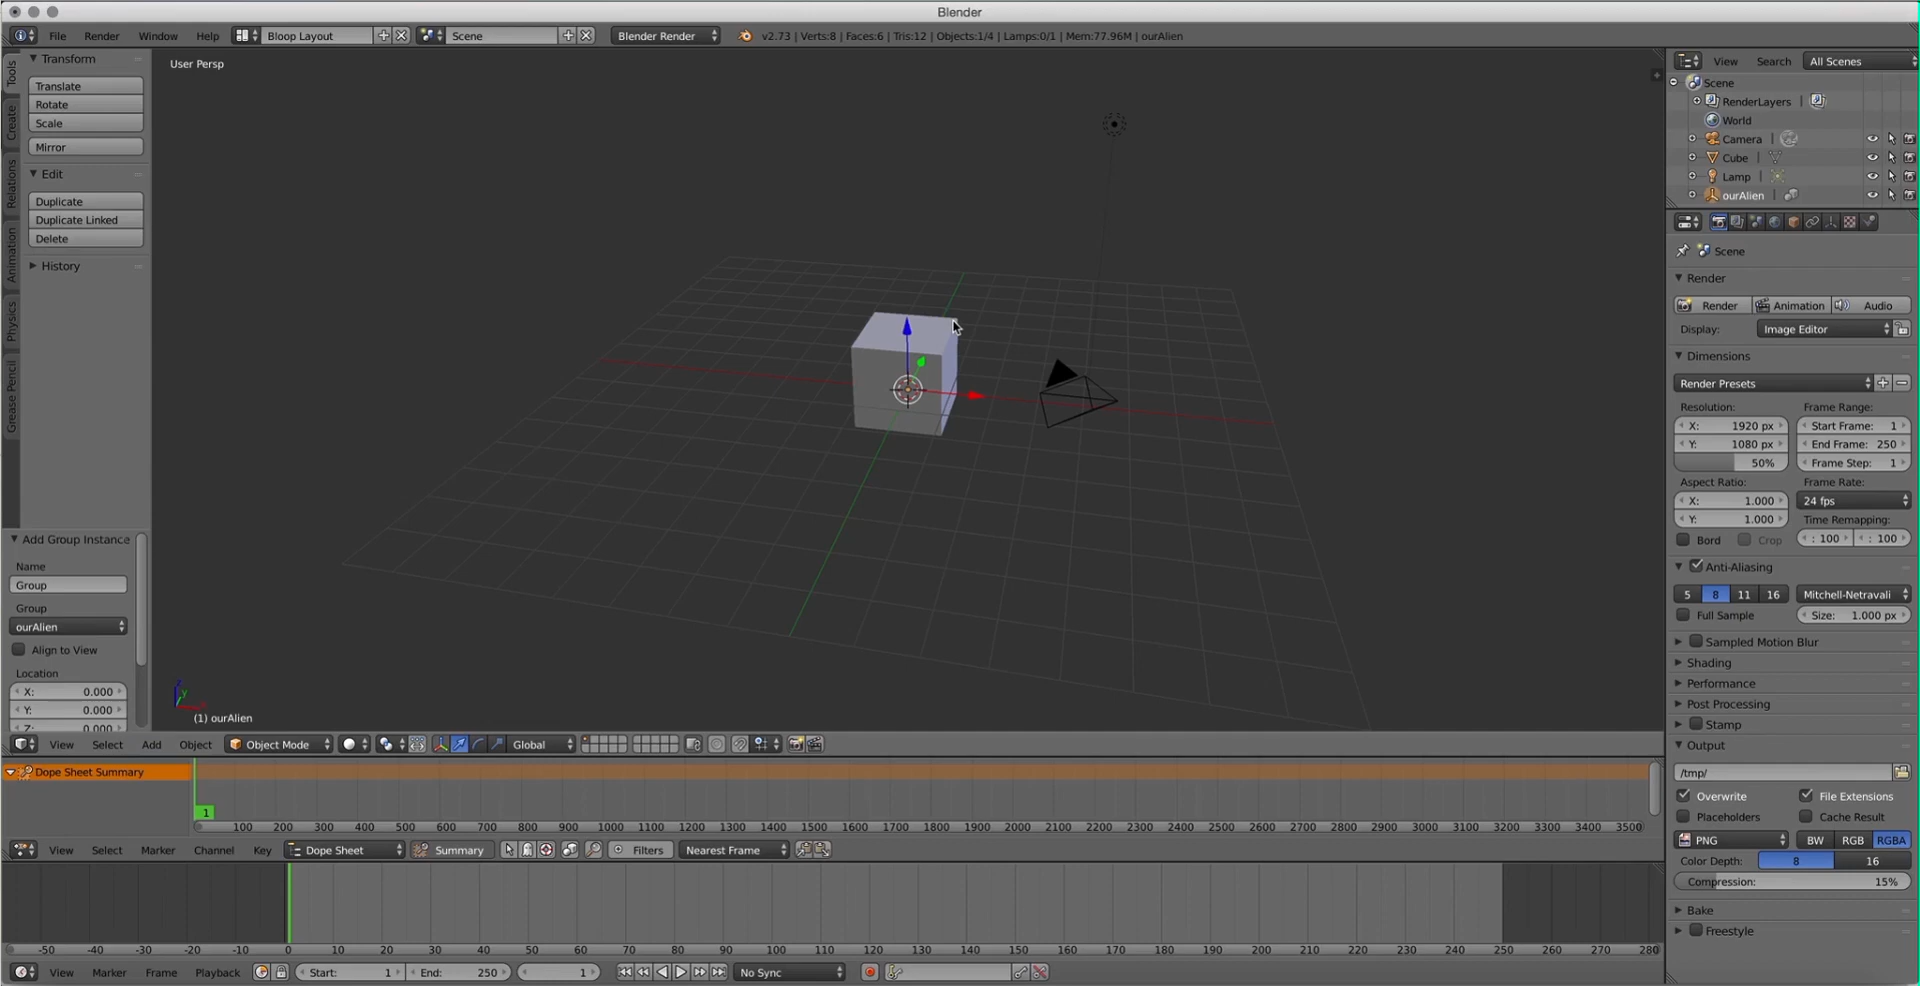 Blender
File Render Window Help Bloop Layout Scene Blender Render v2.73 | Verts:8 | Faces:6 | Tris:12 | Objects:1/4 | Lamps:0/1 | Mem:77.96M | ourAlien
Tools
Create
Relations
Animation
Physics
Grease Pencil
Transform
Translate
Rotate
Scale
Mirror
Edit
Duplicate
Duplicate Linked
Delete
History
Add Group Instance
Name
Group
Group
ourAlien
Align to View
Location
X: 0.000
Y: 0.000
Z: 0.000
User Persp
z
y
(1) ourAlien
View Select Add Object Object Mode Global
Dope Sheet Summary
1
100 200 300 400 500 600 700 800 900 1000 1100 1200 1300 1400 1500 1600 1700 1800 1900 2000 2100 2200 2300 2400 2500 2600 2700 2800 2900 3000 3100 3200 3300 3400 3500
View Select Marker Channel Key Dope Sheet Summary Filters Nearest Frame
-50 -40 -30 -20 -10 0 10 20 30 40 50 60 70 80 90 100 110 120 130 140 150 160 170 180 190 200 210 220 230 240 250 260 270 280
View Marker Frame Playback Start: 1 End: 250 1 No Sync
View Search All Scenes
Scene
RenderLayers |
World
Camera |
Cube |
Lamp |
ourAlien |
Scene
Render
Render Animation Audio
Display: Image Editor
Dimensions
Render Presets
Resolution: Frame Range:
X: 1920 px Start Frame: 1
Y: 1080 px End Frame: 250
50% Frame Step: 1
Aspect Ratio: Frame Rate:
X: 1.000 24 fps
Y: 1.000 Time Remapping:
Bord Crop : 100 : 100
Anti-Aliasing
5 8 11 16 Mitchell-Netravali
Full Sample Size: 1.000 px
Sampled Motion Blur
Shading
Performance
Post Processing
Stamp
Output
/tmp/
Overwrite File Extensions
Placeholders Cache Result
PNG BW RGB RGBA
Color Depth: 8 16
Compression: 15%
Bake
Freestyle